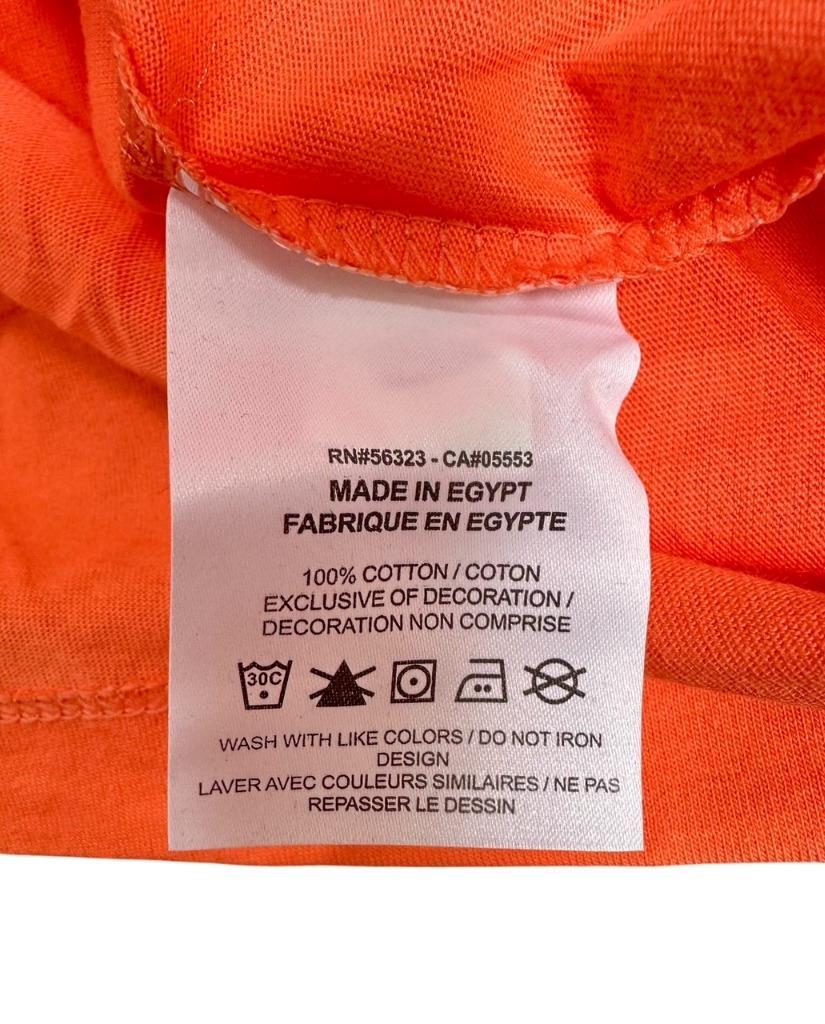 RN#56323 - CA#05553
MADE IN EGYPT
FABRIQUE EN EGYPTE
100% COTTON / COTON
EXCLUSIVE OF DECORATION /
DECORATION NON COMPRISE
30C
WASH WITH LIKE COLORS / DO NOT IRON
DESIGN
LAVER AVEC COULEURS SIMILAIRES / NE PAS
REPASSER LE DESSIN